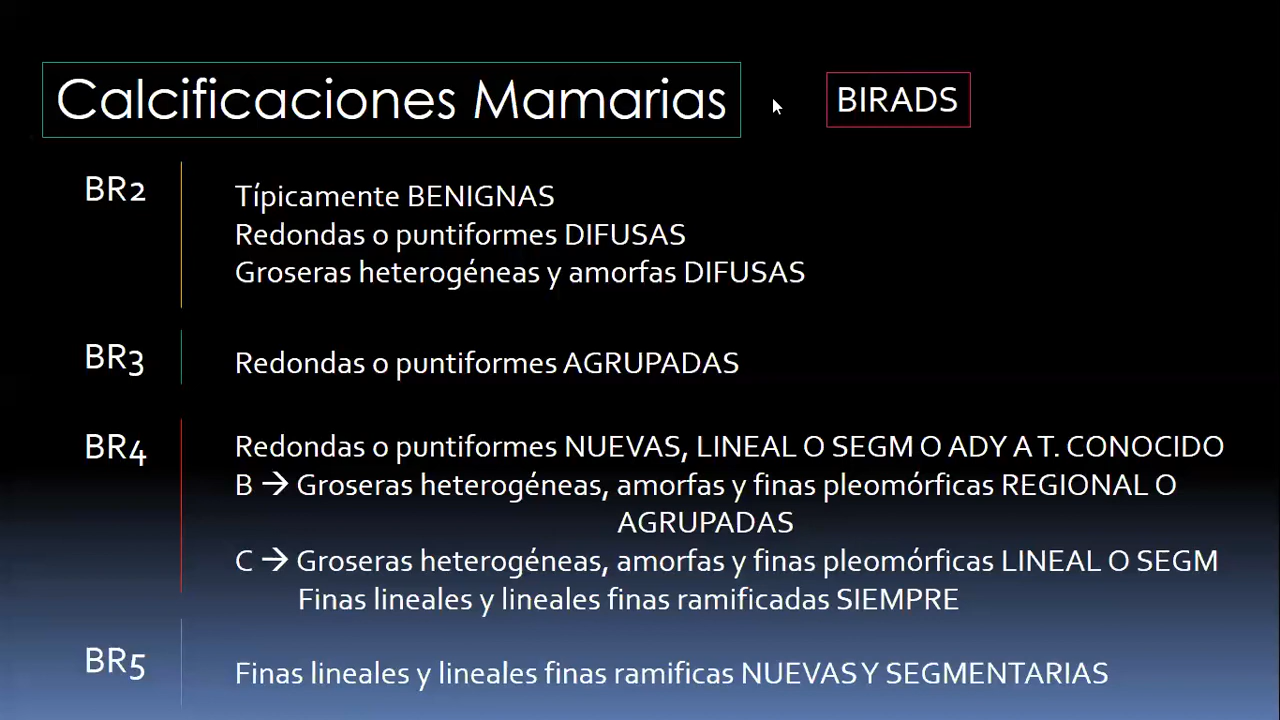 Calcificaciones Mamarias
BIRADS
BR2
Típicamente BENIGNAS
Redondas o puntiformes DIFUSAS
Groseras heterogéneas y amorfas DIFUSAS
BR3
Redondas o puntiformes AGRUPADAS
BR4
Redondas o puntiformes NUEVAS, LINEAL O SEGM O ADY A T. CONOCIDO
B → Groseras heterogéneas, amorfas y finas pleomórficas REGIONAL O
AGRUPADAS
C → Groseras heterogéneas, amorfas y finas pleomórficas LINEAL O SEGM
Finas lineales y lineales finas ramificadas SIEMPRE
BR5
Finas lineales y lineales finas ramificas NUEVAS Y SEGMENTARIAS